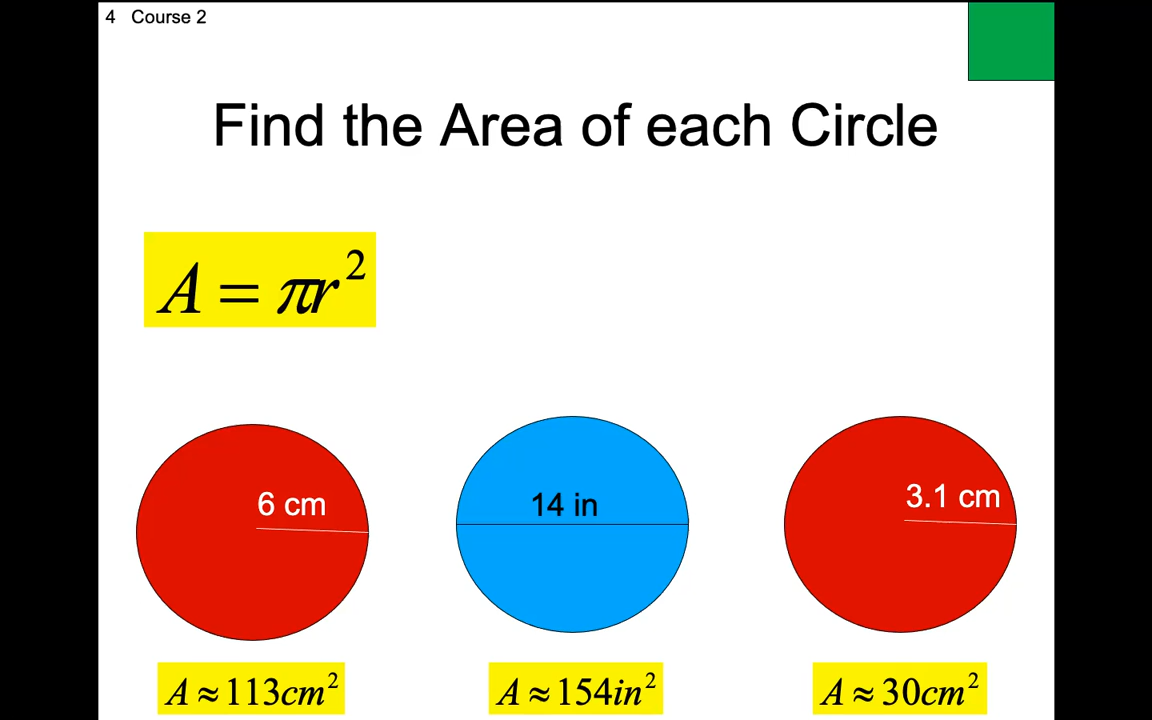 4 Course 2
Find the Area of each Circle
A = πr²
6 cm
14 in
3.1 cm
A ≈ 113cm²
A ≈ 154in²
A ≈ 30cm²